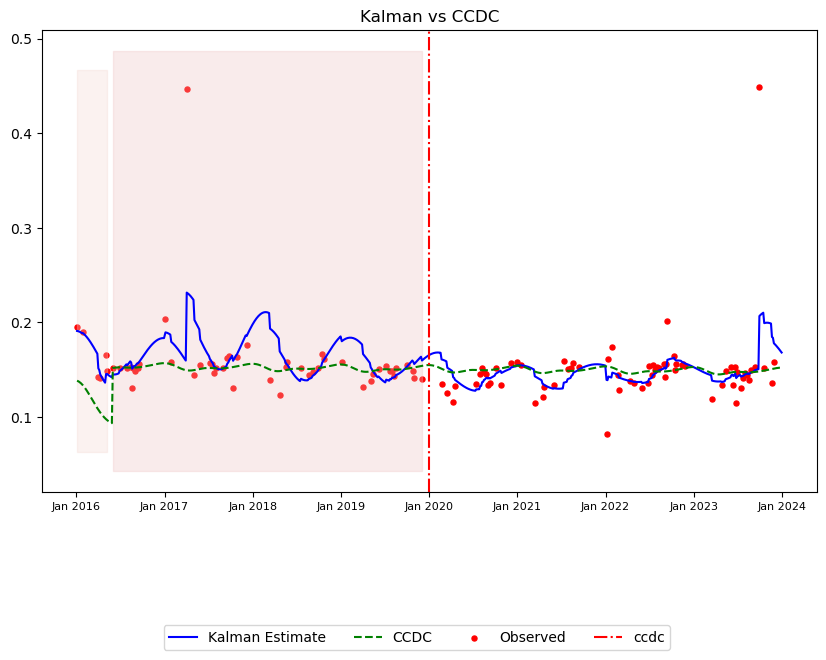 Kalman vs CCDC
0.5
0.4
0.3
0.2
0.1
Jan 2016 Jan 2017 Jan 2018 Jan 2019 Jan 2020 Jan 2021 Jan 2022 Jan 2023 Jan 2024
Kalman Estimate CCDC Observed ccdc